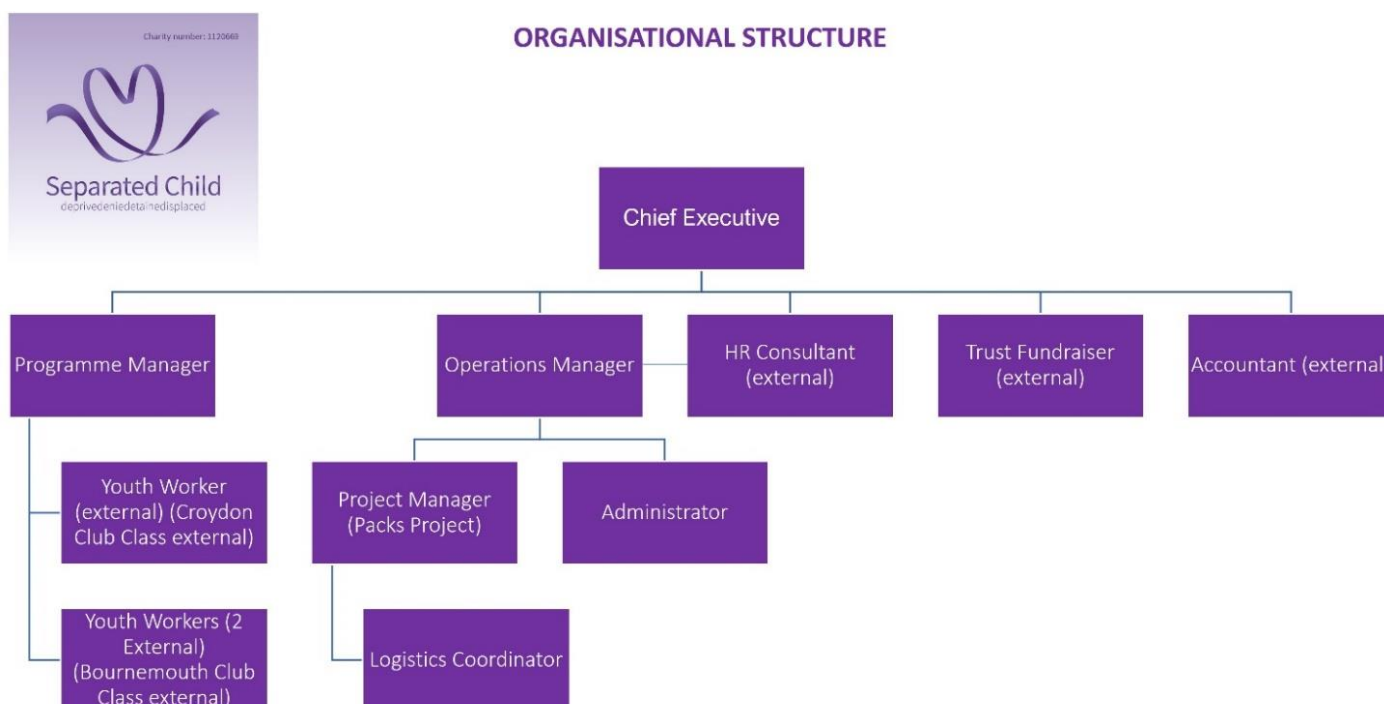 Charity number: 1120669
ORGANISATIONAL STRUCTURE
Separated Child
deprivedeniedetainedisplaced
Chief Executive
Programme Manager
Operations Manager
HR Consultant
(external)
Trust Fundraiser
(external)
Accountant (external
Youth Worker
(external) (Croydon
Club Class external)
Project Manager
(Packs Project)
Administrator
Youth Workers (2
External)
(Bournemouth Club
Class external)
Logistics Coordinator